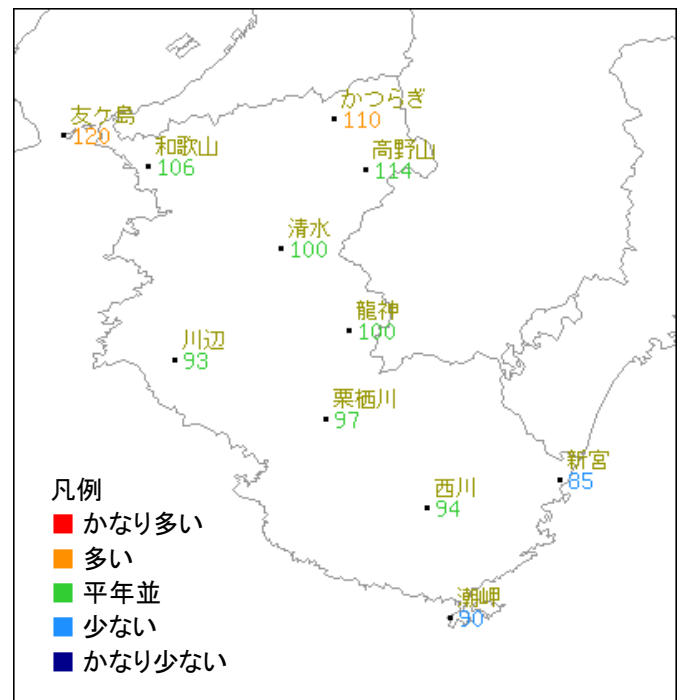 友ケ島
120
和歌山
106
かつらぎ
110
高野山
114
清水
100
龍神
100
川辺
93
栗栖川
97
新宮
85
西川
94
潮岬
90
凡例
かなり多い
多い
平年並
少ない
かなり少ない